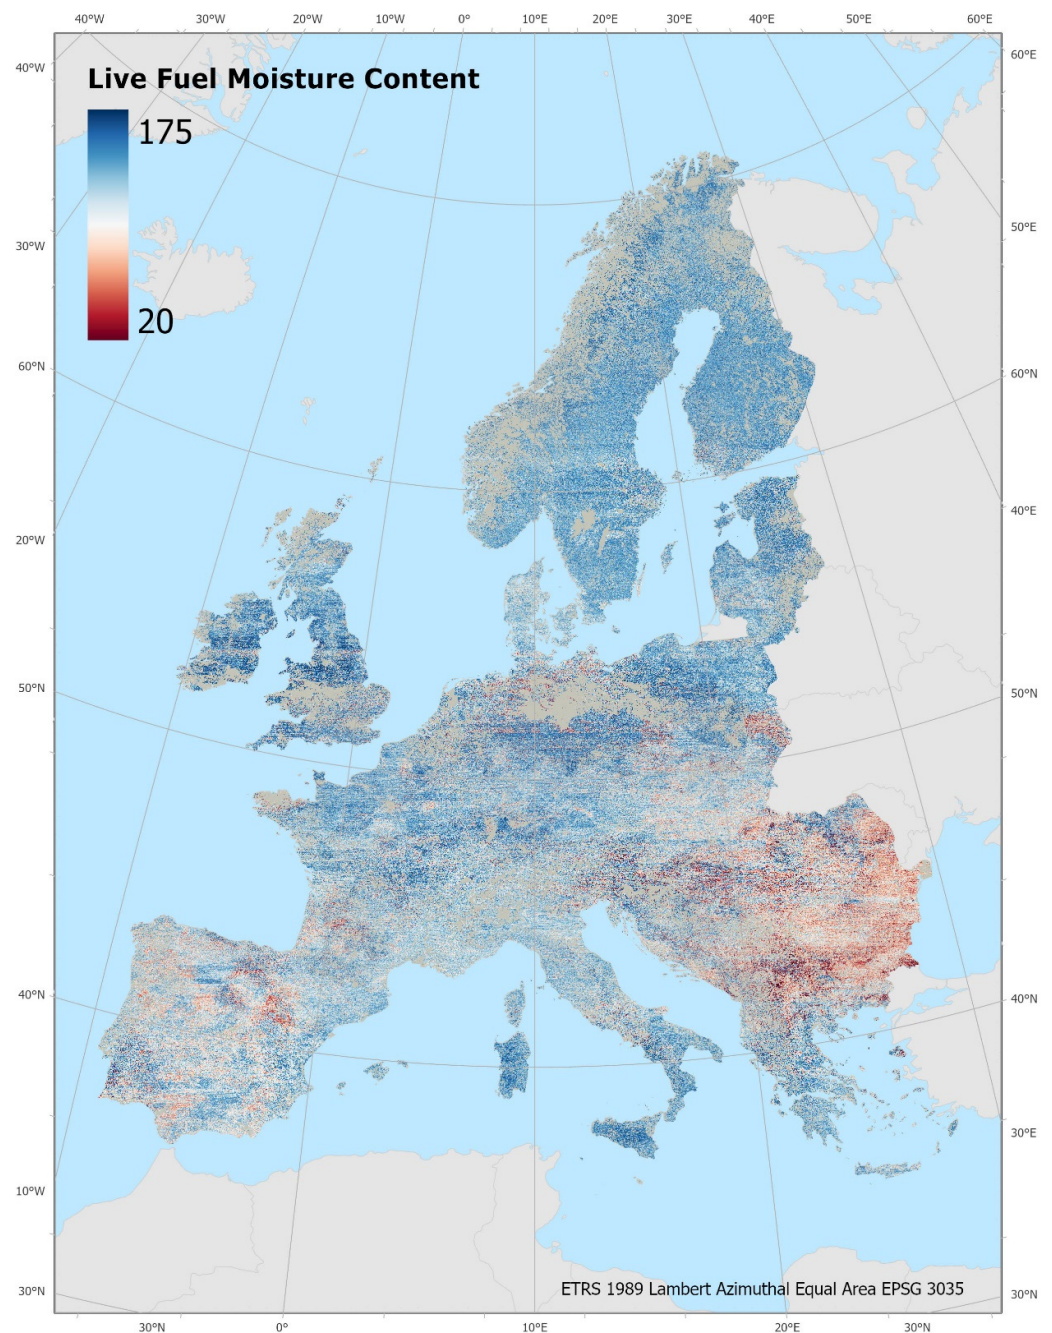 40°W 30°W 20°W 10°W 0° 10°E 20°E 30°E 40°E 50°E 60°E
40°W
60°E
Live Fuel Moisture Content
175
50°E
30°W
20
60°N
60°N
40°E
20°W
50°N
50°N
40°N
40°N
30°E
10°W
ETRS 1989 Lambert Azimuthal Equal Area EPSG 3035
30°N
30°N
30°W 0° 10°E 20°E 30°N